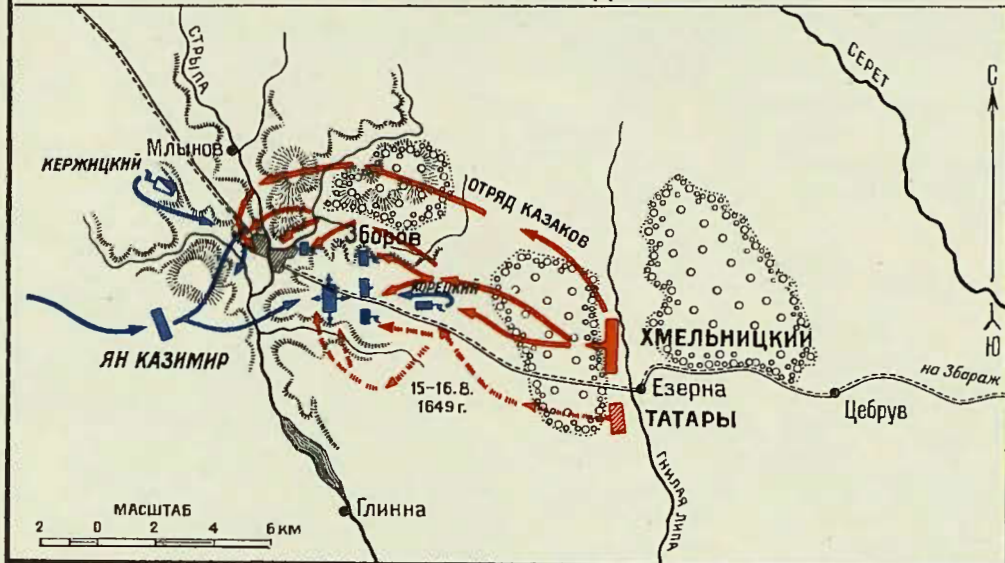 СТРЫПА
СЕРЕТ
С
Ю
МЛЫНОВ
КЕРЖИЦКИЙ
ОТРЯД КАЗАКОВ
Зборов
КОРЕЦКИЙ
ХМЕЛЬНИЦКИЙ
ЯН КАЗИМИР
на Збараж
Езерна
15-16.8.
1649 г.
ТАТАРЫ
Цебрув
ГНИЛАЯ ЛИПА
Глинна
МАСШТАБ
2 0 2 4 6 км